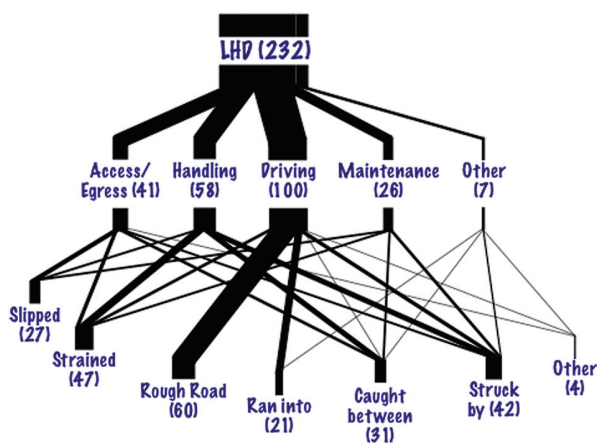 LHD (232)
Access/
Egress (41)
Handling
(58)
Driving
(100)
Maintenance
(26)
Other
(7)
Slipped
(27)
Strained
(47)
Rough Road
(60)
Ran into
(21)
Caught
between
(31)
Struck
by (42)
Other
(4)